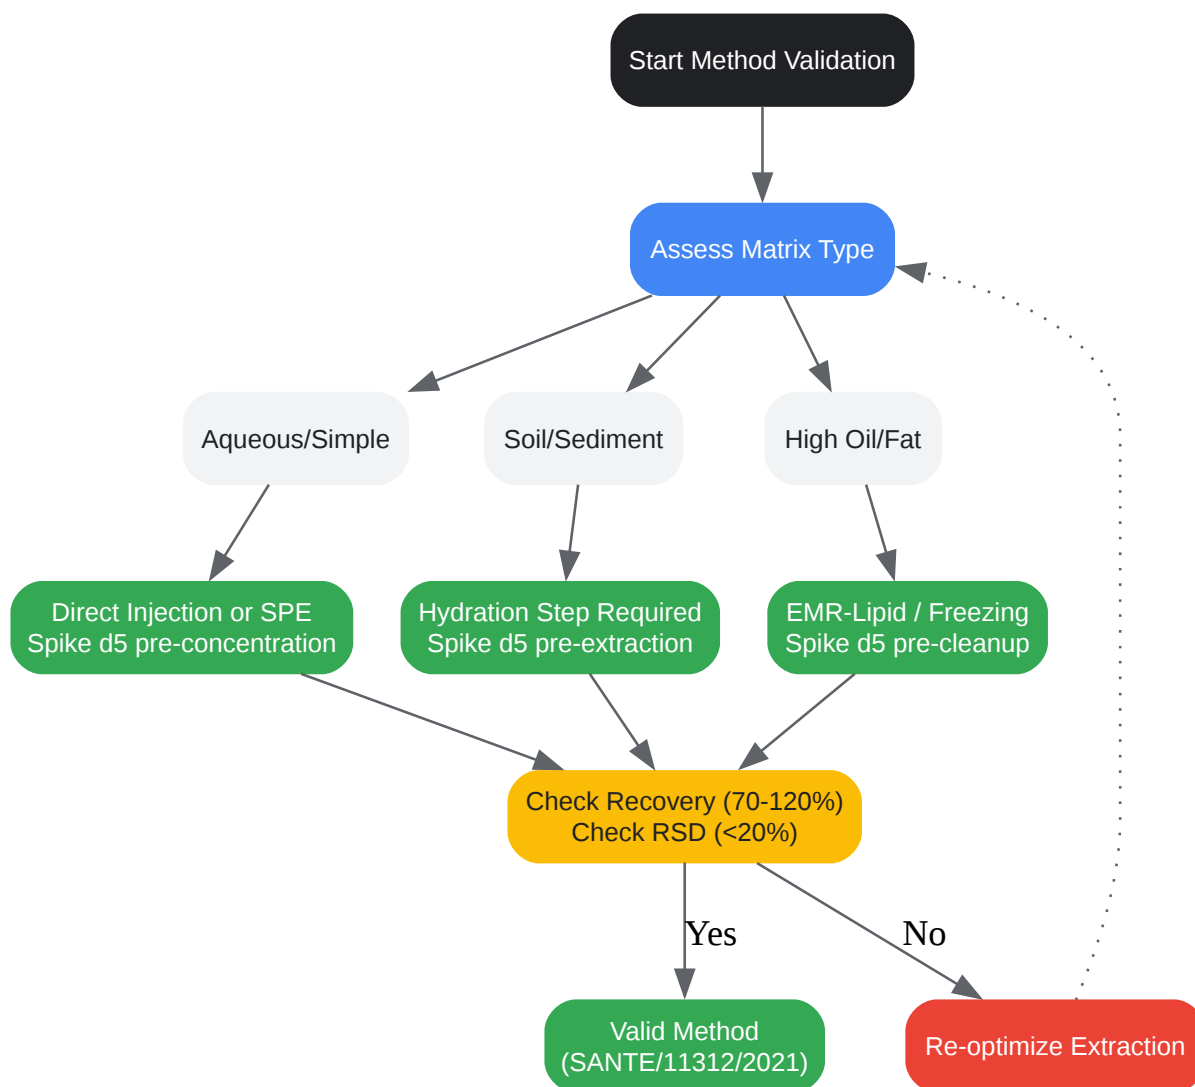 Start Method Validation
Assess Matrix Type
Aqueous/Simple
Soil/Sediment
High Oil/Fat
Direct Injection or SPE
Spike d5 pre-concentration
Hydration Step Required
Spike d5 pre-extraction
EMR-Lipid / Freezing
Spike d5 pre-cleanup
Check Recovery (70-120%)
Check RSD (<20%)
Yes
No
Valid Method
(SANTE/11312/2021)
Re-optimize Extraction